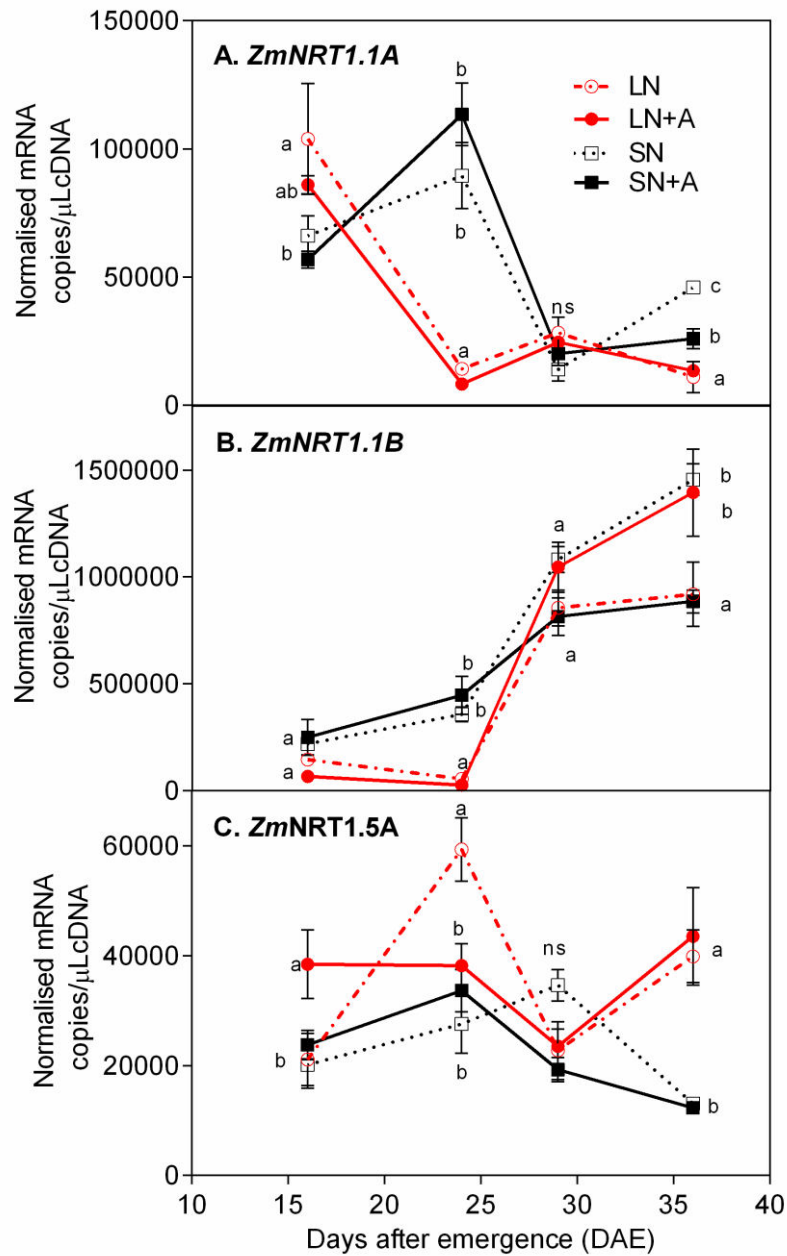 150000
A. ZmNRT1.1A
b
LN
LN+A
SN
SN+A
a
100000
ab
b
b
Normalised mRNA
copies/μLcDNA
50000
ns
c
a
b
a
0
B. ZmNRT1.1B
1500000
b
b
a
1000000
Normalised mRNA
copies/μLcDNA
a
a
500000
b
b
a
a
a
0
C. ZmNRT1.5A
a
60000
b
ns
40000
a
a
Normalised mRNA
copies/μLcDNA
20000
b
b
b
0
10 15 20 25 30 35 40
Days after emergence (DAE)